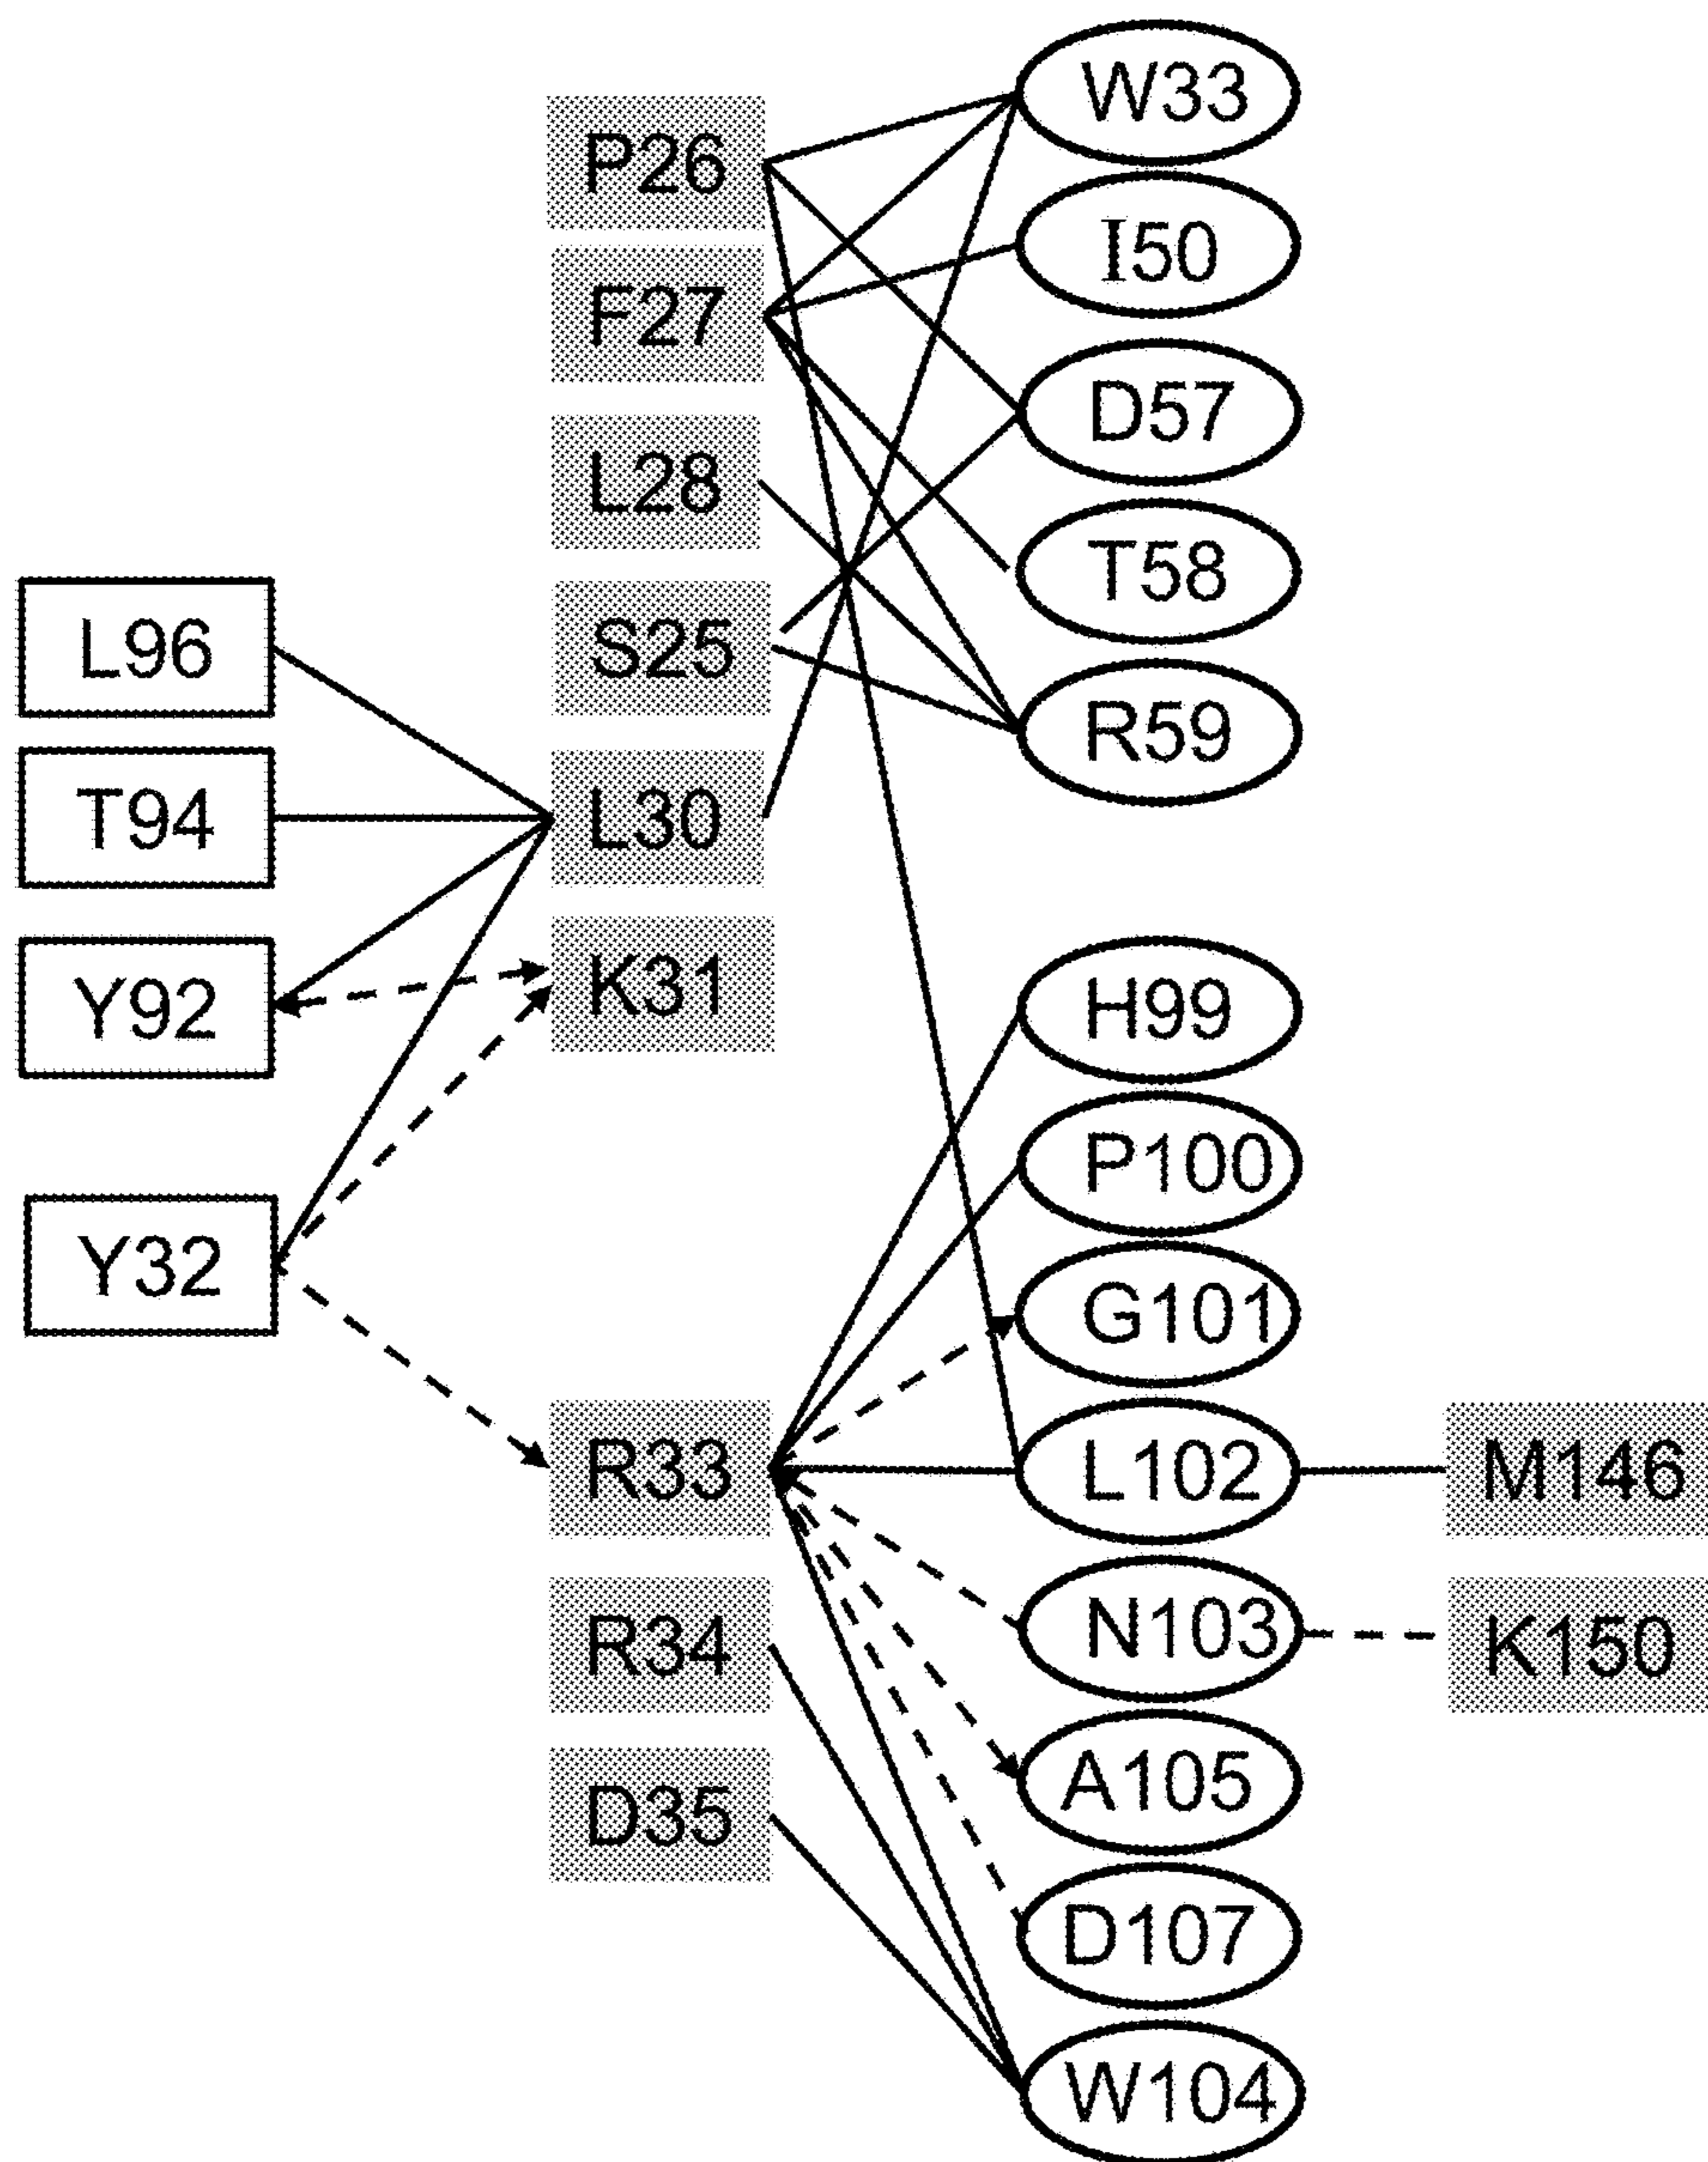 L96
T94
Y92
Y32
P26
F27
L28
S25
L30
K31
R33
R34
D35
W33
I50
D57
T58
R59
H99
P100
G101
L102
N103
A105
D107
W104
M146
K150